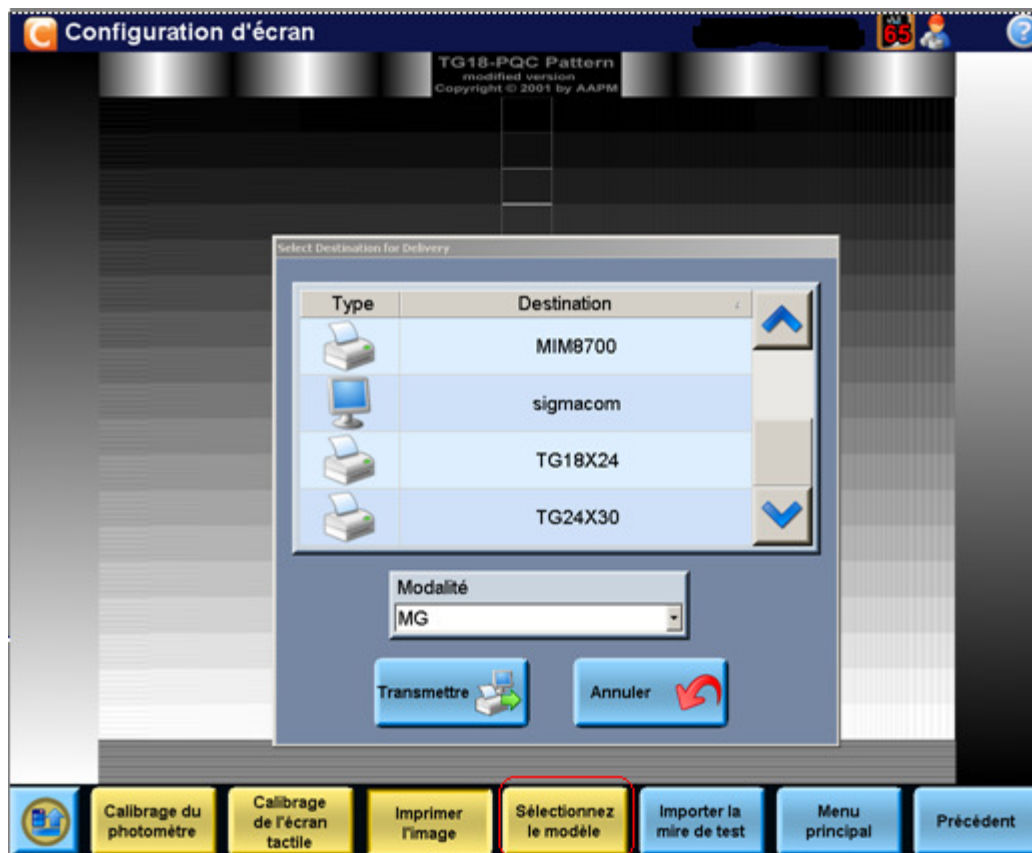 Configuration d'écran
65
TG18-PQC Pattern
modified version
Copyright © 2001 by AAPM
Select Destination for Delivery
Type Destination
MIM8700
sigmacom
TG18X24
TG24X30
Modalité
MG
Transmettre
Annuler
Calibrage du
photomètre
Calibrage
de l'écran
tactile
Imprimer
l'image
Sélectionnez
le modèle
Importer la
mire de test
Menu
principal
Précédent